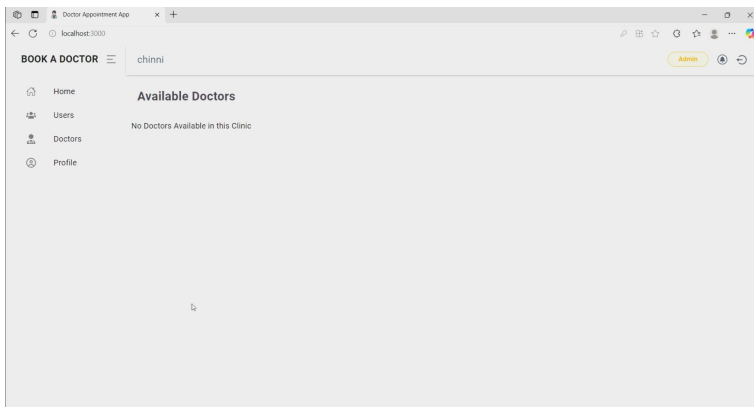 Doctor Appointment App
localhost:3000
BOOK A DOCTOR
chinni
Admin
Home
Users
Doctors
Profile
Available Doctors
No Doctors Available in this Clinic